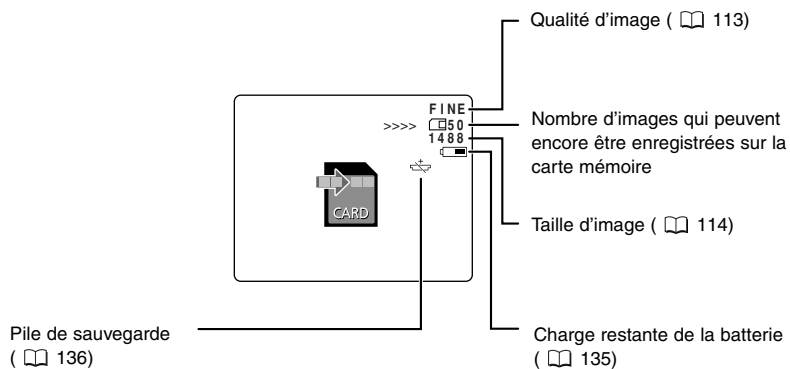 Qualité d'image ( 113)
FINE
>>>> 50
1488
Nombre d'images qui peuvent
encore être enregistrées sur la
carte mémoire
CARD
Taille d'image ( 114)
Pile de sauvegarde
( 136)
Charge restante de la batterie
( 135)